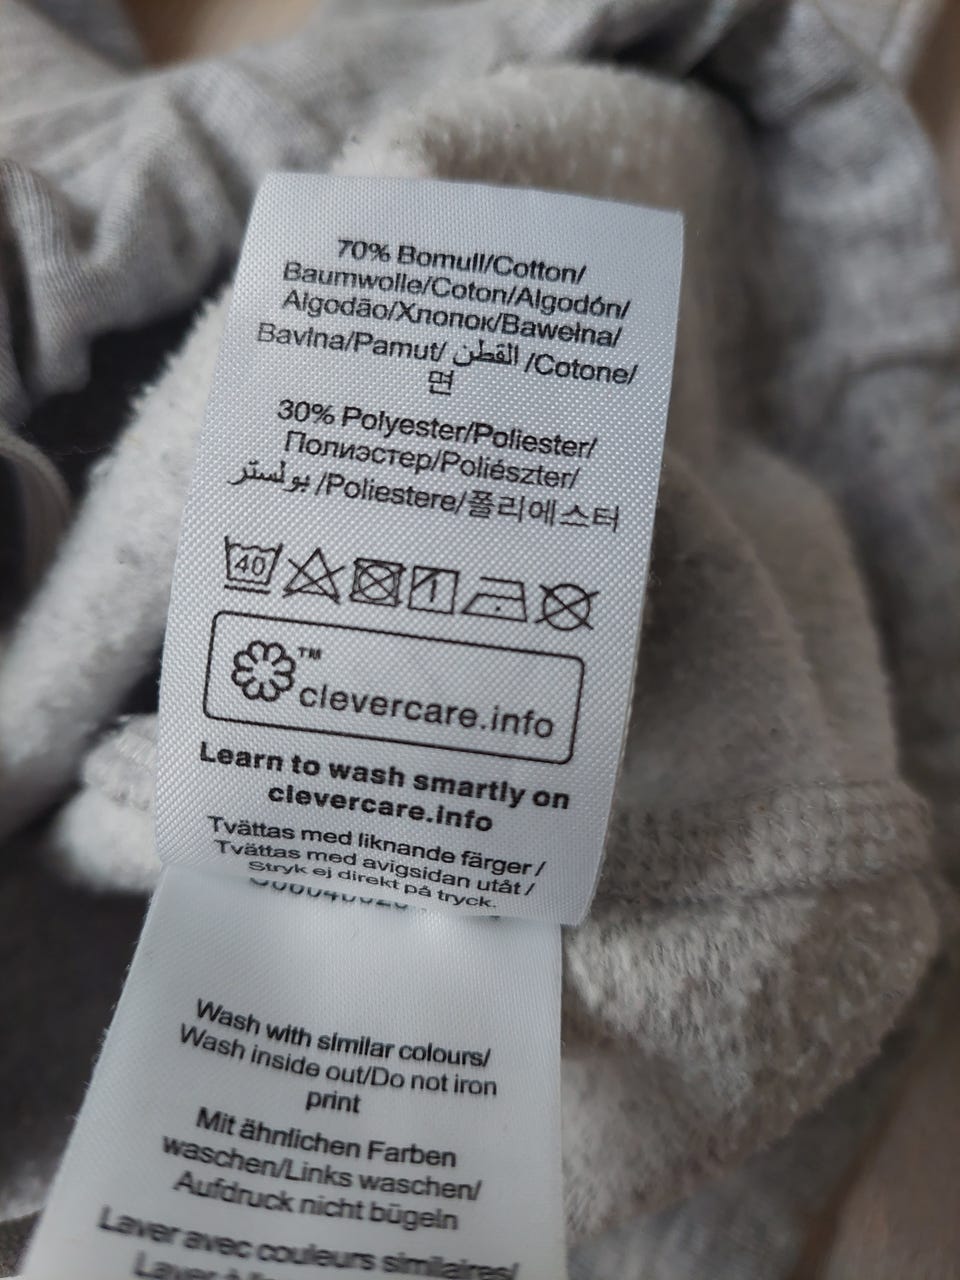 70% Bomull/Cotton/
Baumwolle/Coton/Algodón/
Algodão/Хлопок/Bawełna/
Bavlna/Pamut/ القطن /Cotone/
면
30% Polyester/Poliester/
Полиэстер/Poliészter/
بولستر /Poliestere/폴리에스터
40
1
TM
clevercare.info
Learn to wash smartly on
clevercare.info
Tvättas med liknande färger/
Tvättas med avigsidan utåt/
Stryk ej direkt på tryck.
Wash with similar colours/
Wash inside out/Do not iron
print
Mit ähnlichen Farben
waschen/Links waschen/
Aufdruck nicht bügeln
Laver avec couleurs similaires/
Laver